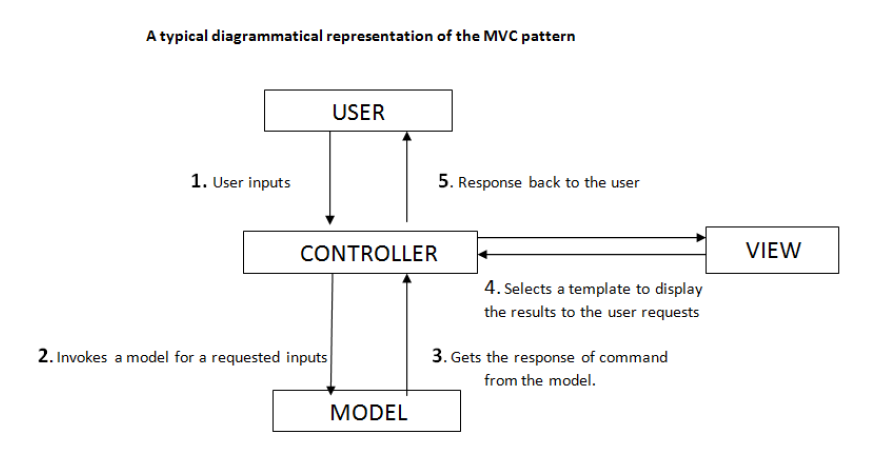 A typical diagrammatical representation of the MVC pattern
USER
1. User inputs
5. Response back to the user
CONTROLLER
VIEW
4. Selects a template to display
the results to the user requests
2. Invokes a model for a requested inputs
3. Gets the response of command
from the model.
MODEL